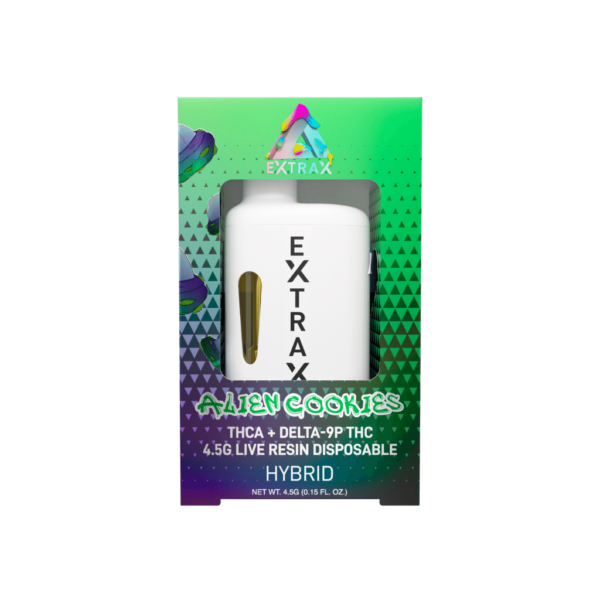 EXTRAX
EXTRAX
ALIEN COOKIES
THCA + DELTA-9P THC
4.5G LIVE RESIN DISPOSABLE
HYBRID
NET WT. 4.5G (0.15 FL. OZ.)